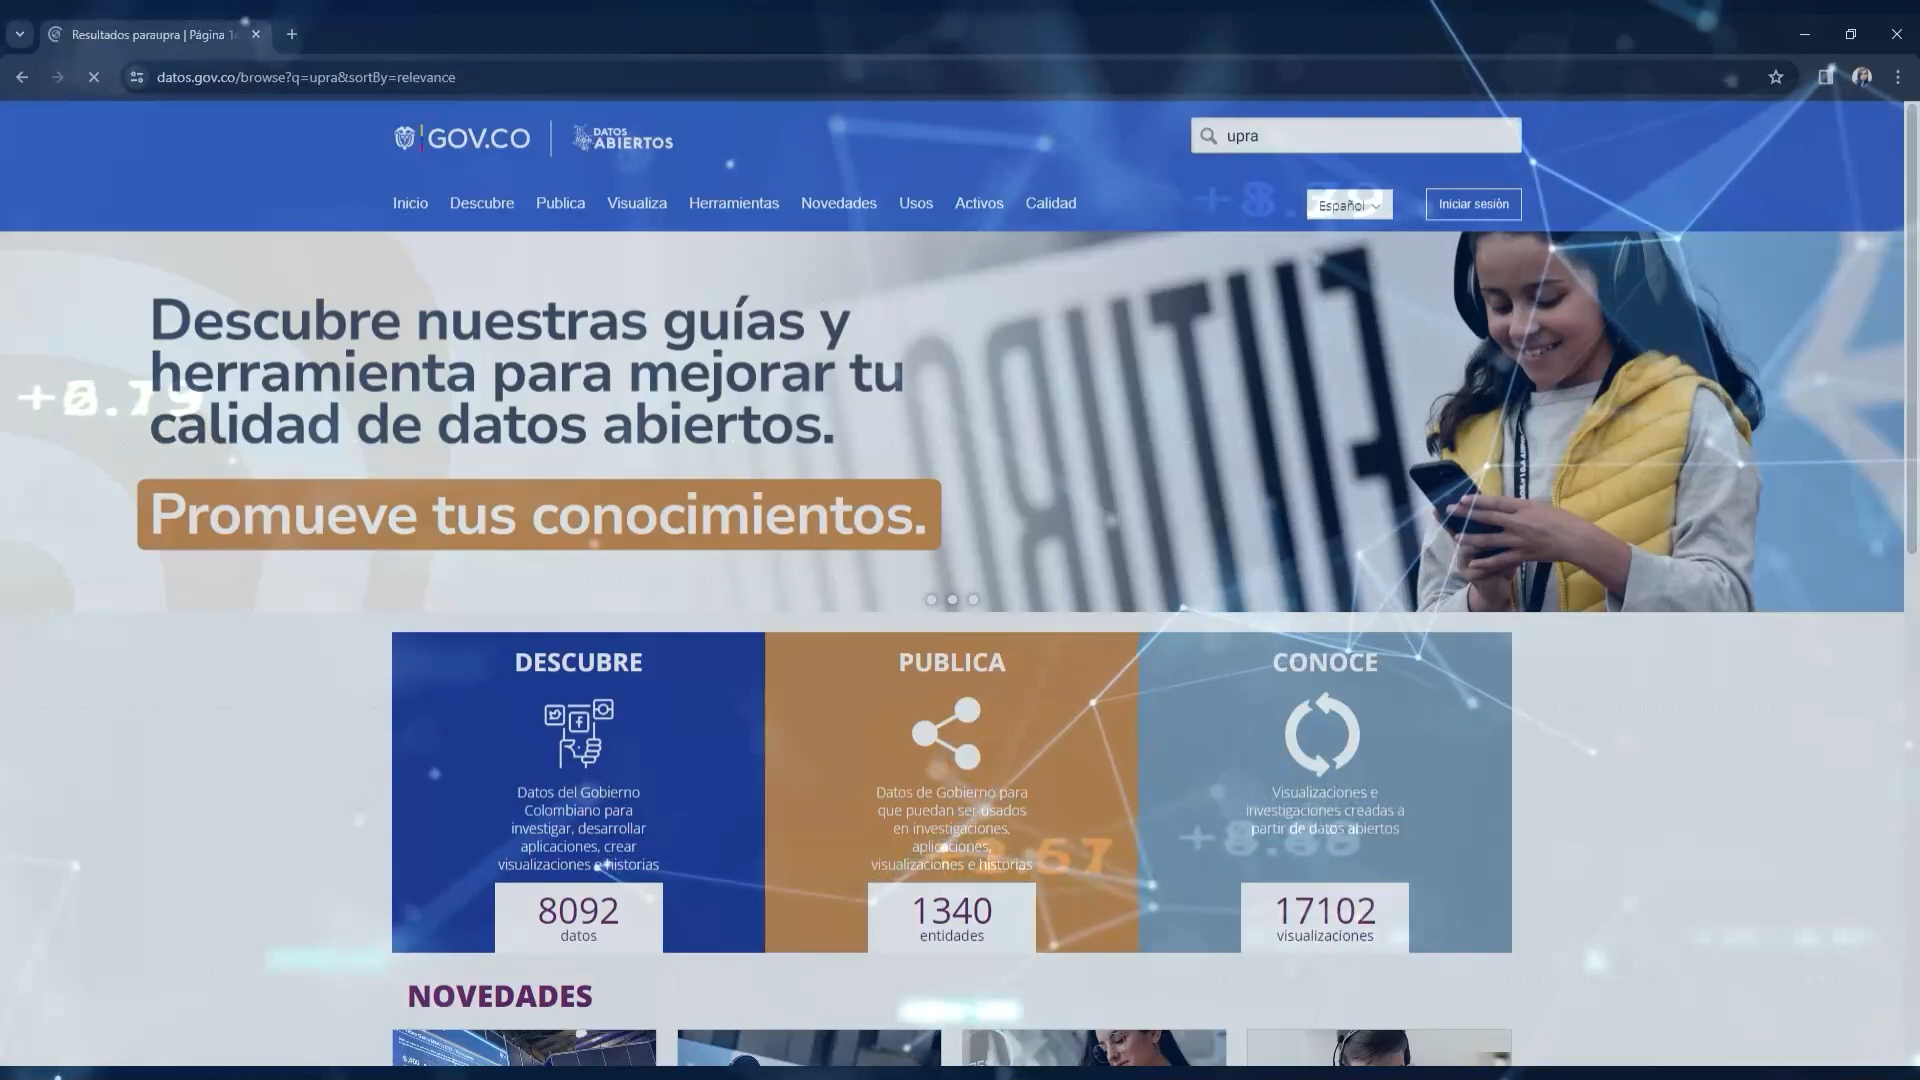 Resultados paraupra | Página
datos.gov.co/browse?q=upra&sortBy=relevance
GOV.CO
DATOS
ABIERTOS
upra
Inicio Descubre Publica Visualiza Herramientas Novedades Usos Activos Calidad
Español
Iniciar sesión
Descubre nuestras guías y
herramienta para mejorar tu
calidad de datos abiertos.
Promueve tus conocimientos.
DESCUBRE
Datos del Gobierno
Colombiano para
investigar, desarrollar
aplicaciones, crear
visualizaciones e historias
8092
datos
PUBLICA
Datos de Gobierno para
que puedan ser usados
en investigaciones,
aplicaciones,
visualizaciones e historias
1340
entidades
CONOCE
Visualizaciones e
investigaciones creadas a
partir de datos abiertos
17102
visualizaciones
NOVEDADES